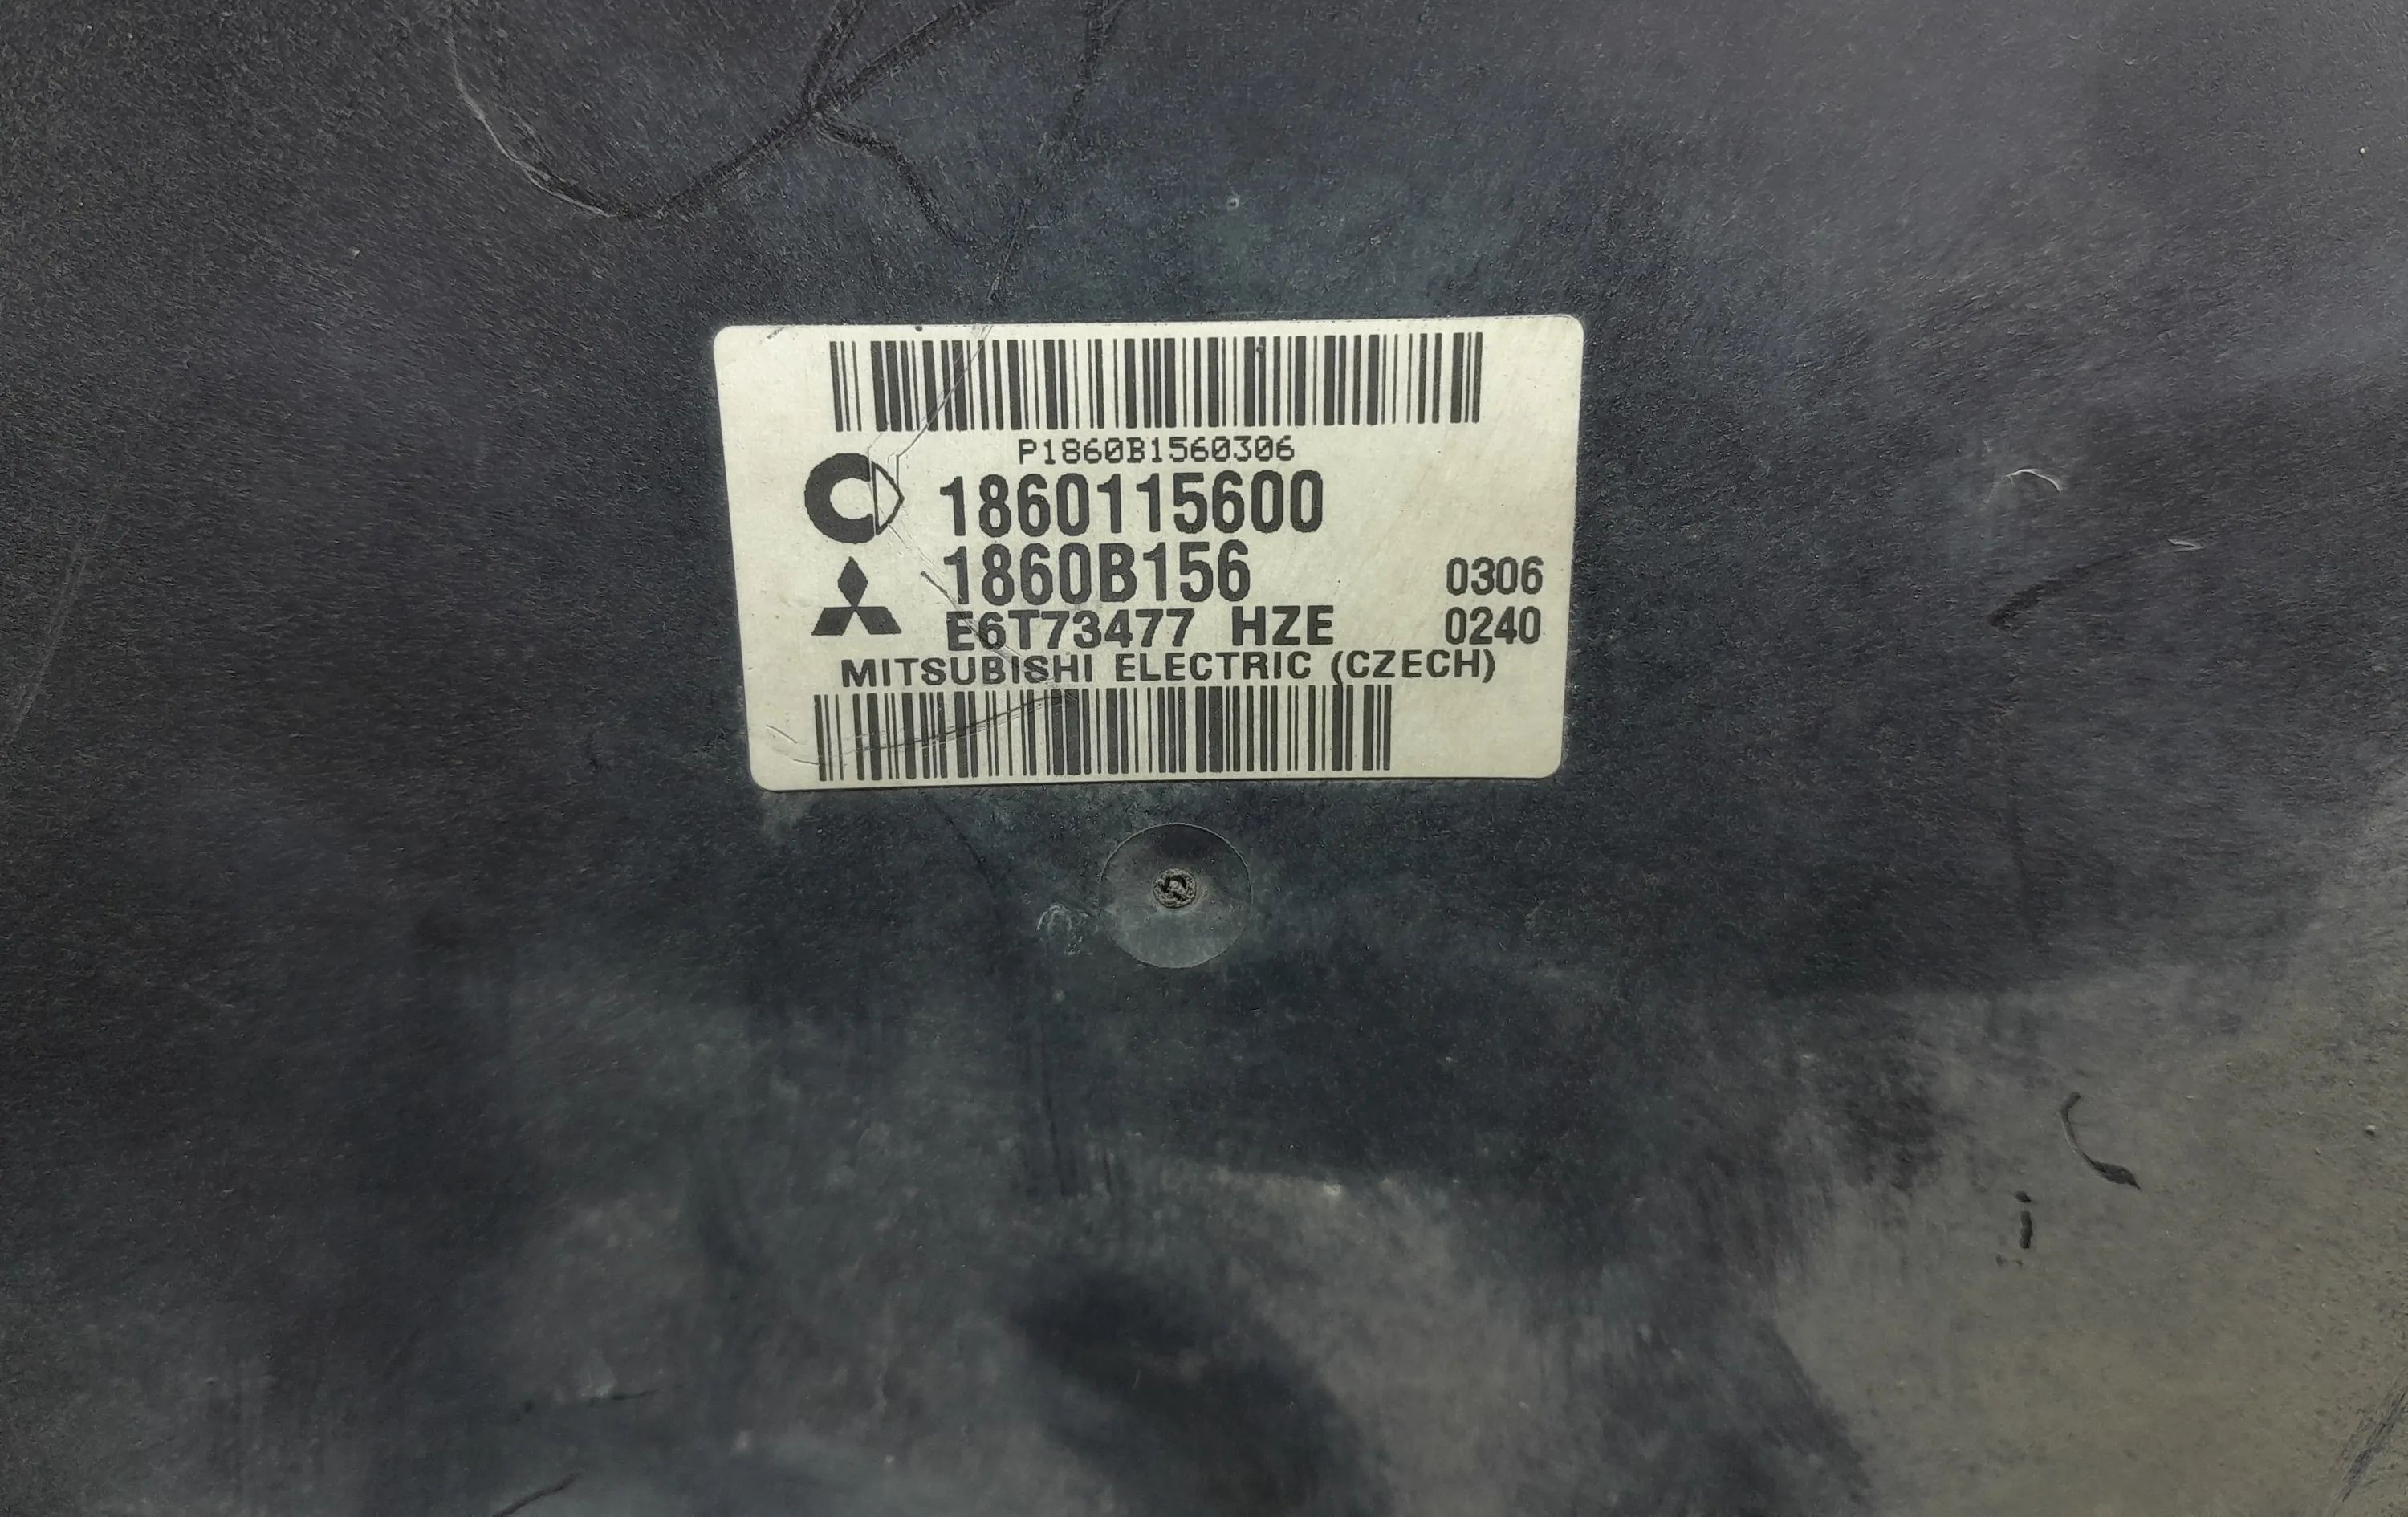 P1860B1560306
1860115600
1860B156 0306
E6T73477 HZE 0240
MITSUBISHI ELECTRIC (CZECH)